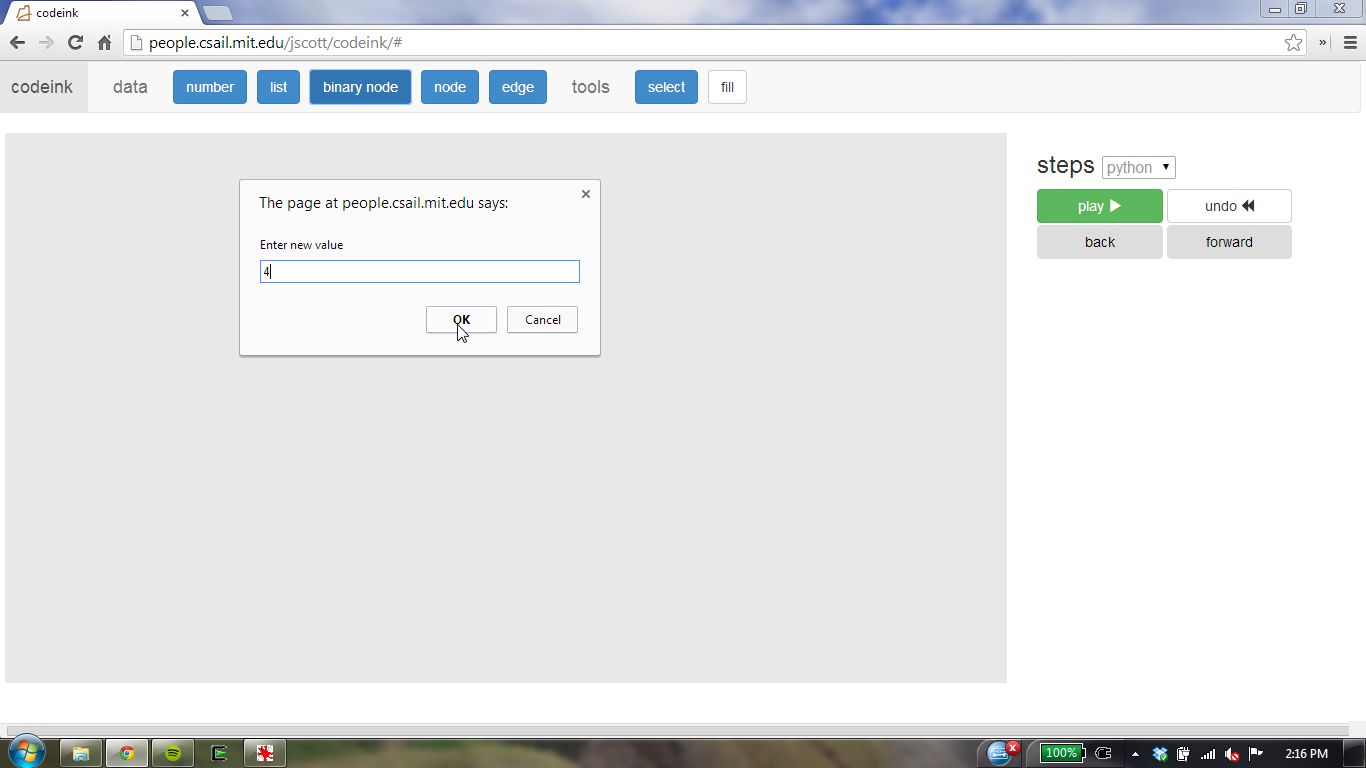 codeink
people.csail.mit.edu/jscott/codeink/#
codeink data number list binary node node edge tools select fill
The page at people.csail.mit.edu says:
Enter new value
4
OK Cancel
steps python
play undo
back forward
100% 2:16 PM